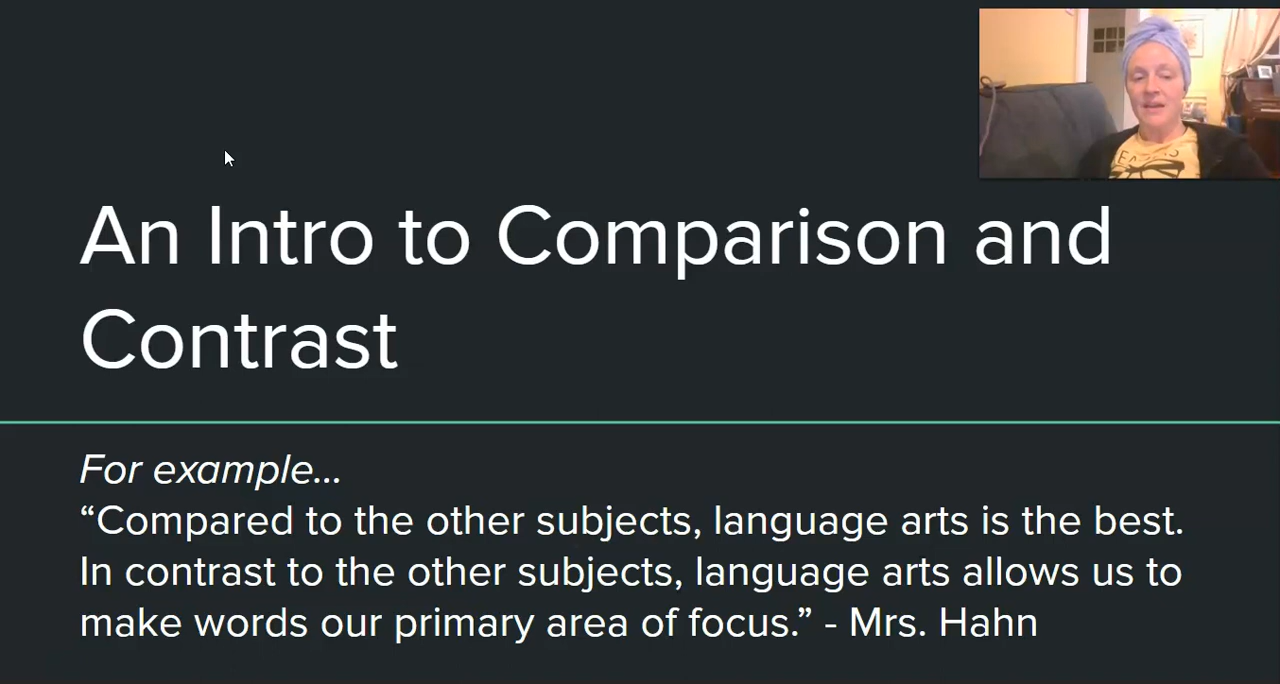 An Intro to Comparison and
Contrast
For example...
“Compared to the other subjects, language arts is the best.
In contrast to the other subjects, language arts allows us to
make words our primary area of focus.” - Mrs. Hahn